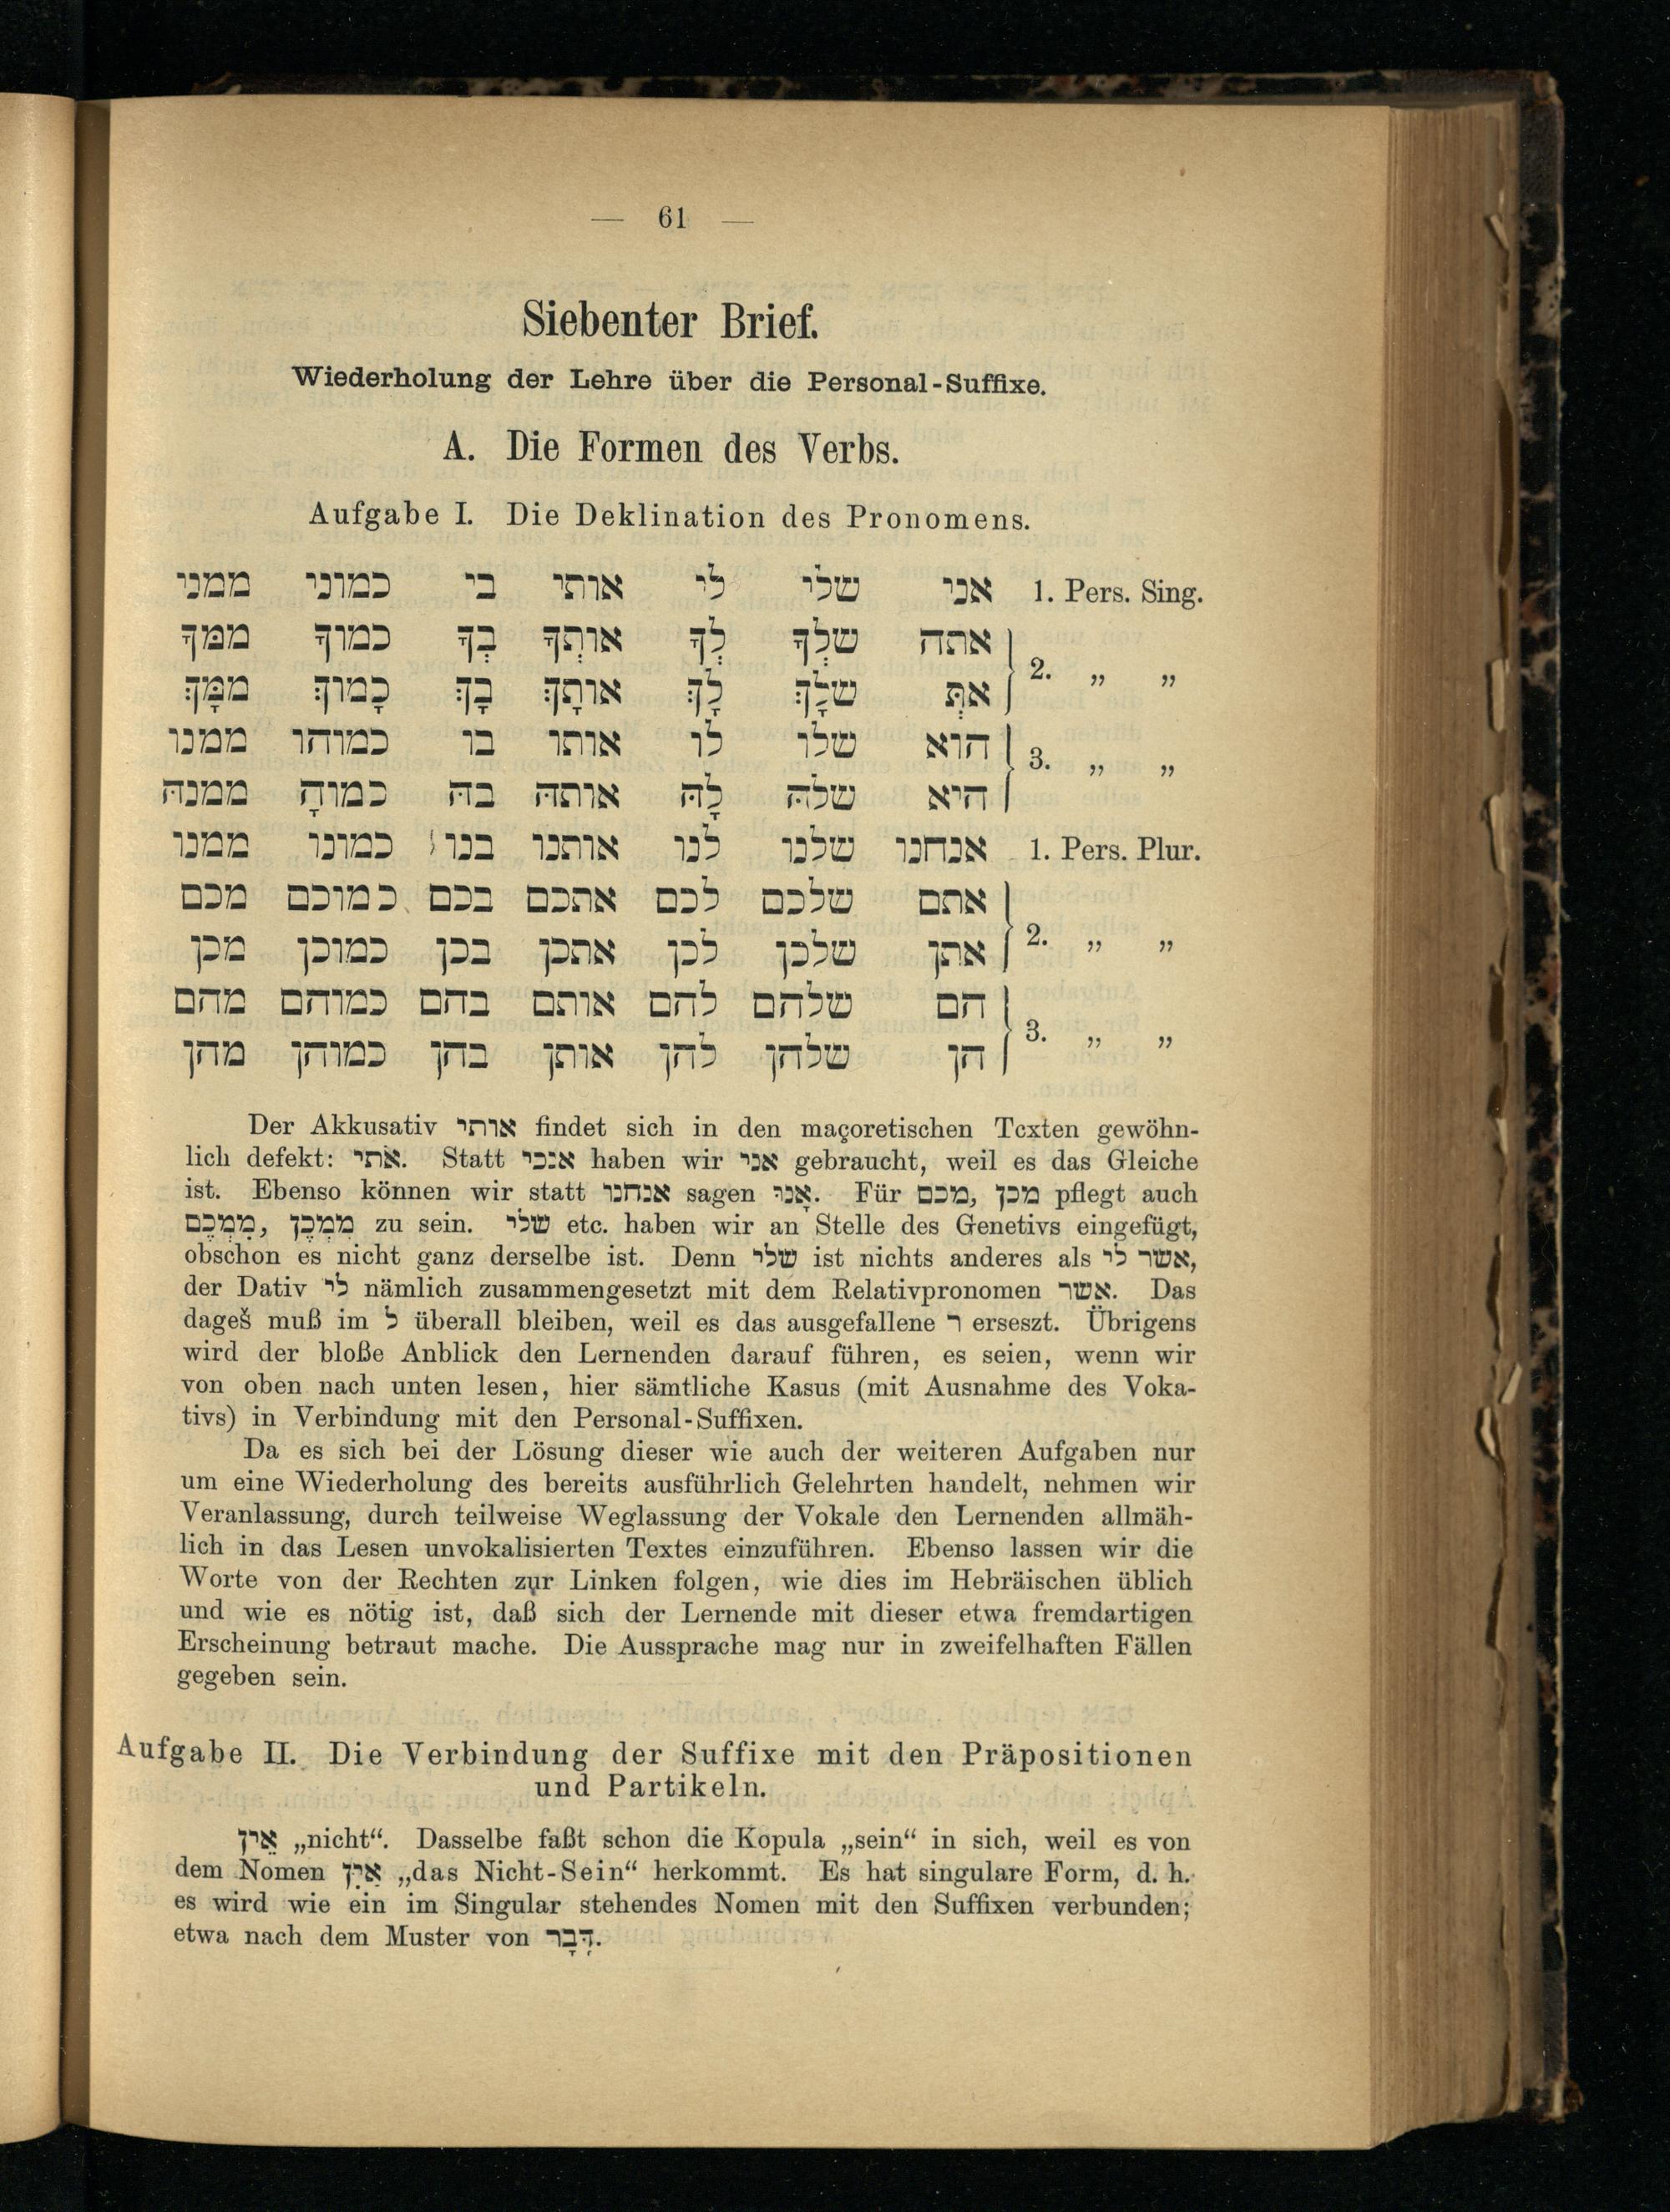 — 61 —
Siebenter Brief.
Wiederholung der Lehre über die Personal-Suffixe.
A. Die Formen des Verbs.
Aufgabe I. Die Deklination des Pronomens.
1. Pers. Sing. אני שלי לי אותי בי כמוני ממני
אתה שלְךָ לְךָ אותְךָ בְךָ כמוךָ ממּךָ
2. „ „
אתְּ שלָךְ לָךְ אותָךְ בָךְ כָמוךְ ממָּךְ
הוא שלו לו אותו בו כמוהו ממנו
3. „ „
היא שלהּ לָהּ אותהּ בהּ כמוהָ ממנהּ
1. Pers. Plur. אנחנו שלנו לנו אותנו בנו כמונו ממנו
אתם שלכם לכם אתכם בכם כמוכם מכם
2. „ „
אתן שלכן לכן אתכן בכן כמוכן מכן
הם שלהם להם אותם בהם כמוהם מהם
3. „ „
הן שלהן להן אותן בהן כמוהן מהן
Der Akkusativ אותי findet sich in den maçoretischen Texten gewöhn-
lich defekt: אֹתי. Statt אנכי haben wir אני gebraucht, weil es das Gleiche
ist. Ebenso können wir statt אנחנו sagen אָנוּ. Für מכן ,מכם pflegt auch
מִמְכֶן ,מִמְכֶם zu sein. שלי etc. haben wir an Stelle des Genetivs eingefügt,
obschon es nicht ganz derselbe ist. Denn שלי ist nichts anderes als אשר לי,
der Dativ לי nämlich zusammengesetzt mit dem Relativpronomen אשר. Das
dageš muß im ל überall bleiben, weil es das ausgefallene ר erseszt. Übrigens
wird der bloße Anblick den Lernenden darauf führen, es seien, wenn wir
von oben nach unten lesen, hier sämtliche Kasus (mit Ausnahme des Voka-
tivs) in Verbindung mit den Personal-Suffixen.
Da es sich bei der Lösung dieser wie auch der weiteren Aufgaben nur
um eine Wiederholung des bereits ausführlich Gelehrten handelt, nehmen wir
Veranlassung, durch teilweise Weglassung der Vokale den Lernenden allmäh-
lich in das Lesen unvokalisierten Textes einzuführen. Ebenso lassen wir die
Worte von der Rechten zur Linken folgen, wie dies im Hebräischen üblich
und wie es nötig ist, daß sich der Lernende mit dieser etwa fremdartigen
Erscheinung betraut mache. Die Aussprache mag nur in zweifelhaften Fällen
gegeben sein.
Aufgabe II. Die Verbindung der Suffixe mit den Präpositionen
und Partikeln.
אֵין „nicht“. Dasselbe faßt schon die Kopula „sein“ in sich, weil es von
dem Nomen אַיִן „das Nicht-Sein“ herkommt. Es hat singulare Form, d. h.
es wird wie ein im Singular stehendes Nomen mit den Suffixen verbunden;
etwa nach dem Muster von דָּבָר.